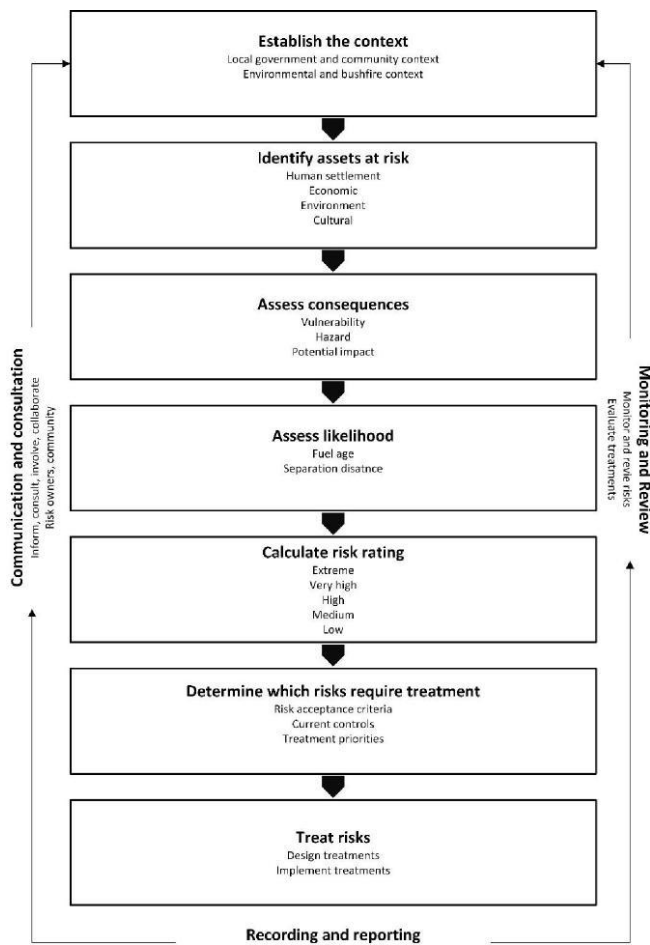 Establish the context
Local government and community context
Environmental and bushfire context
Identify assets at risk
Human settlement
Economic
Environment
Cultural
Assess consequences
Vulnerability
Hazard
Potential impact
Assess likelihood
Fuel age
Separation disatnce
Calculate risk rating
Extreme
Very high
High
Medium
Low
Determine which risks require treatment
Risk acceptance criteria
Current controls
Treatment priorities
Treat risks
Design treatments
Implement treatments
Communication and consultation
Inform, consult, involve, collaborate
Risk owners, community
Monitoring and Review
Monitor and revie risks
Evaluate treatments
Recording and reporting